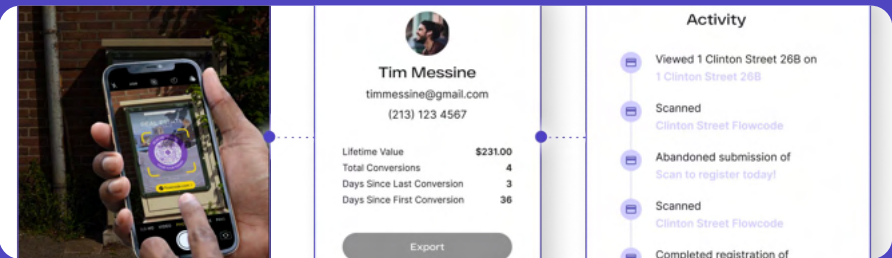 Tim Messine
timmessine@gmail.com
(213) 123 4567
Lifetime Value $231.00
Total Conversions 4
Days Since Last Conversion 3
Days Since First Conversion 36
Export
Activity
Viewed 1 Clinton Street 26B on
1 Clinton Street 26B
Scanned
Clinton Street Flowcode
Abandoned submission of
Scan to register today!
Scanned
Clinton Street Flowcode
Completed registration of